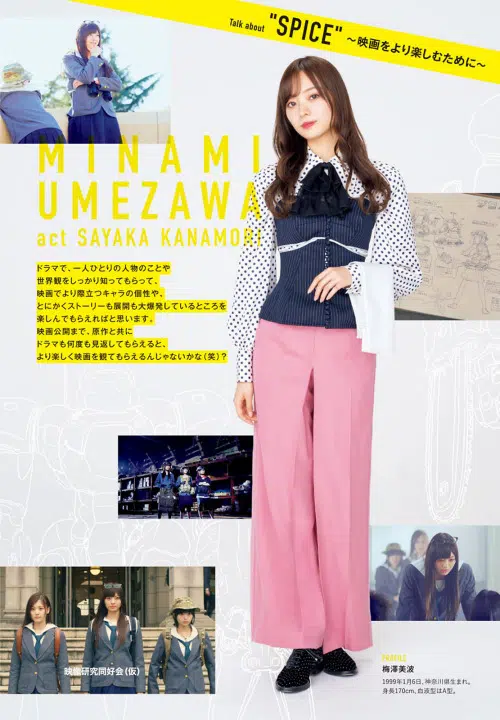 Talk about "SPICE" ～映画をより楽しむために～
MINAMI
UMEZAWA
act SAYAKA KANAMORI
ドラマで、一人ひとりの人物のことや
世界観をしっかり知ってもらって、
映画でより際立つキャラの個性や、
とにかくストーリーも展開も大爆発しているところを
楽しんでもらえればと思います。
映画公開まで、原作と共に
ドラマも何度も見返してもらえると、
より楽しく映画を観てもらえるんじゃないかな（笑）？
映像研究同好会（仮）
PROFILE
梅澤美波
1999年1月6日、神奈川県生まれ。
身長170cm、血液型はA型。